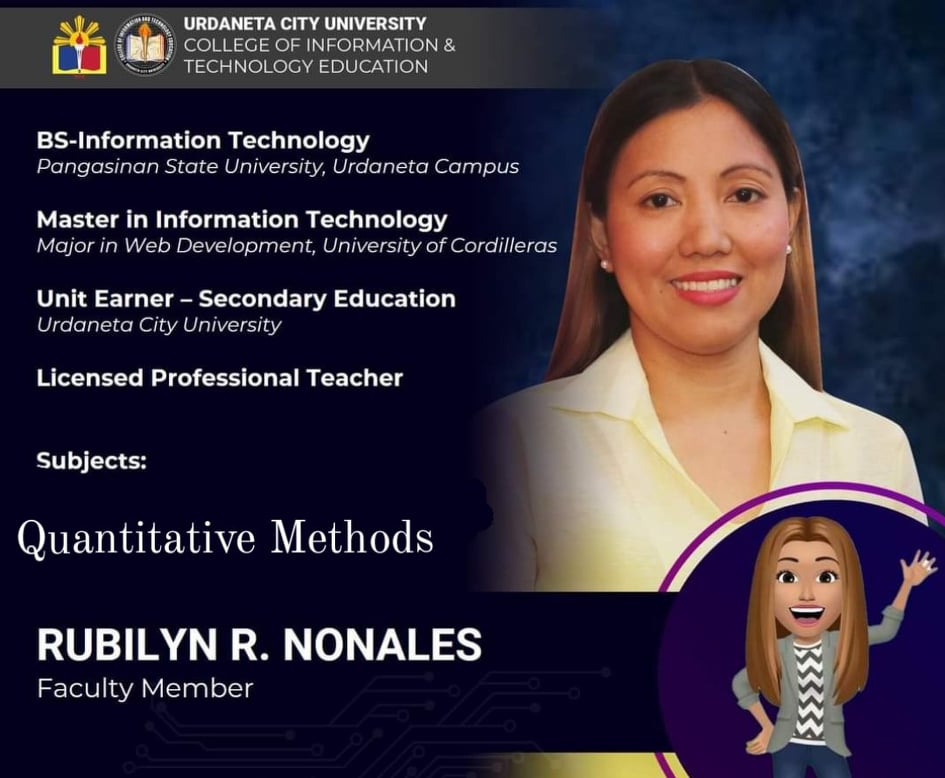 URDANETA CITY UNIVERSITY
COLLEGE OF INFORMATION &
TECHNOLOGY EDUCATION
BS-Information Technology
Pangasinan State University, Urdaneta Campus
Master in Information Technology
Major in Web Development, University of Cordilleras
Unit Earner – Secondary Education
Urdaneta City University
Licensed Professional Teacher
Subjects:
Quantitative Methods
RUBILYN R. NONALES
Faculty Member